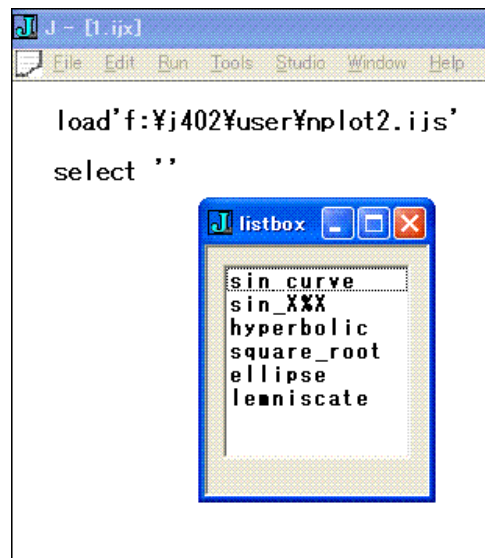 J - [1.ijx]
File Edit Run Tools Studio Window Help
load'f:¥j402¥user¥nplot2.ijs'
select ''
listbox
sin_curve
sin_X%X
hyperbolic
square_root
ellipse
lemniscate